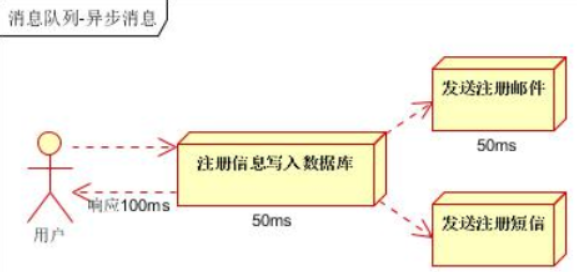 消息队列-异步消息
发送注册邮件
50ms
注册信息写入数据库
响应100ms
50ms
用户
发送注册短信